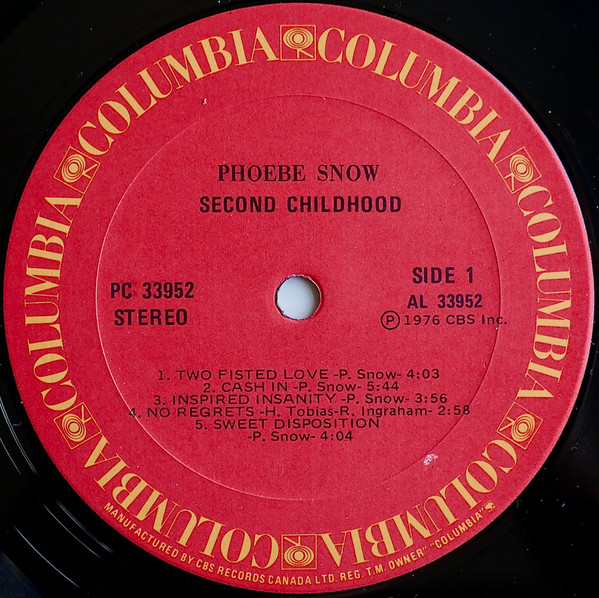 COLUMBIA COLUMBIA COLUMBIA COLUMBIA COLUMBIA COLUMBIA COLUMBIA COLUMBIA
PHOEBE SNOW
SECOND CHILDHOOD
PC 33952
STEREO
SIDE 1
AL 33952
Ⓟ 1976 CBS Inc.
1. TWO FISTED LOVE -P. Snow- 4:03
2. CASH IN -P. Snow- 5:44
3. INSPIRED INSANITY -P. Snow- 3:56
4. NO REGRETS -H. Tobias-R. Ingraham- 2:58
5. SWEET DISPOSITION
-P. Snow- 4:04
MANUFACTURED BY CBS RECORDS CANADA LTD. REG. T.M. OWNER" "COLUMBIA"